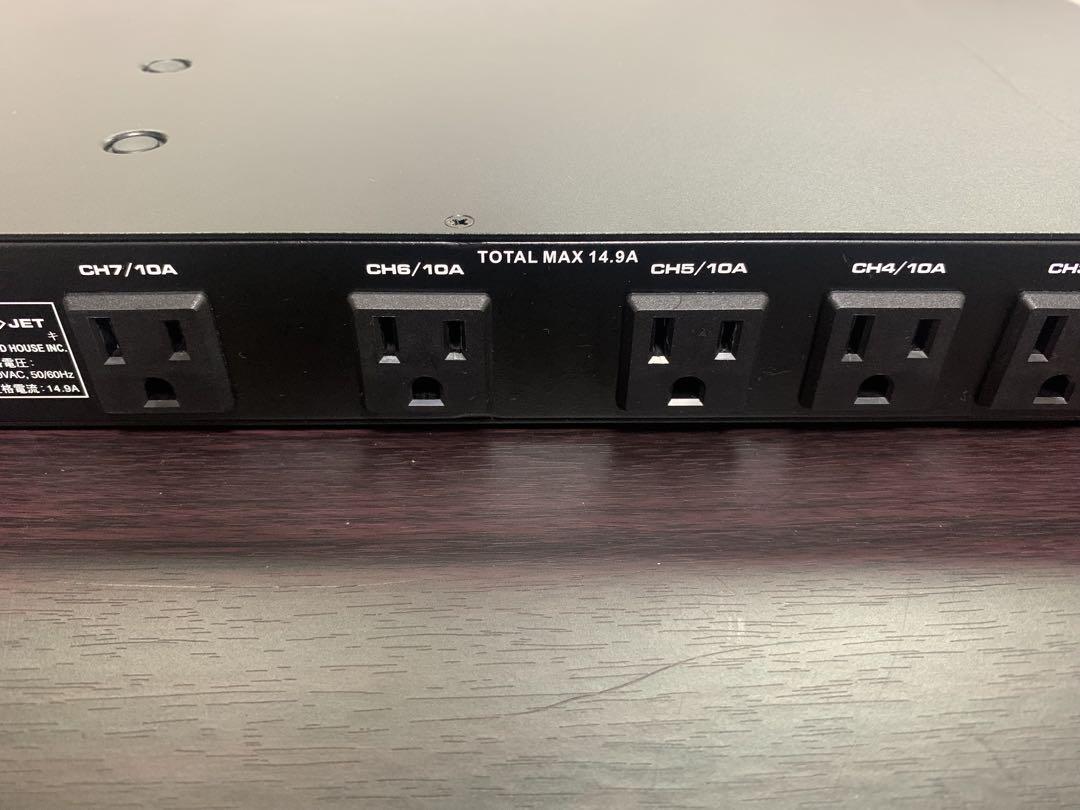 TOTAL MAX 14.9A
CH7/10A
CH6/10A
CH5/10A
CH4/10A
JET
HOUSE INC.
電圧：
VAC, 50/60Hz
格電流：14.9A